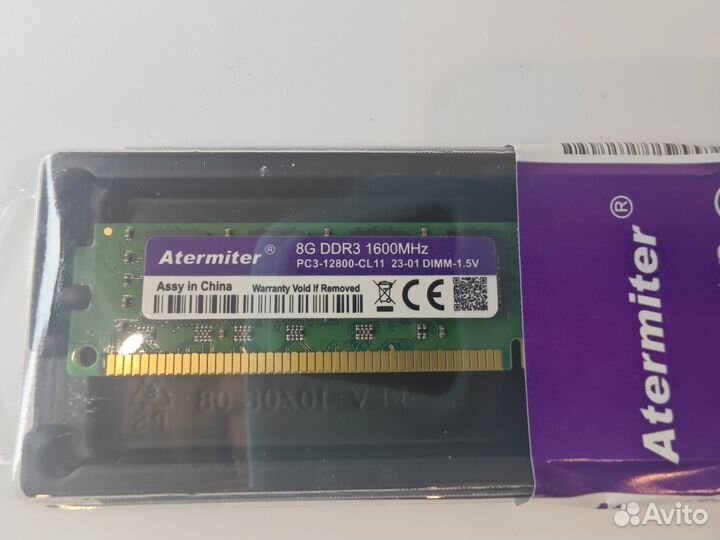 Atermiter ®
8G DDR3 1600MHz
PC3-12800-CL11 23-01 DIMM-1.5V
Assy in China
Warranty Void If Removed
CE
Atermiter ®
PS
Avito